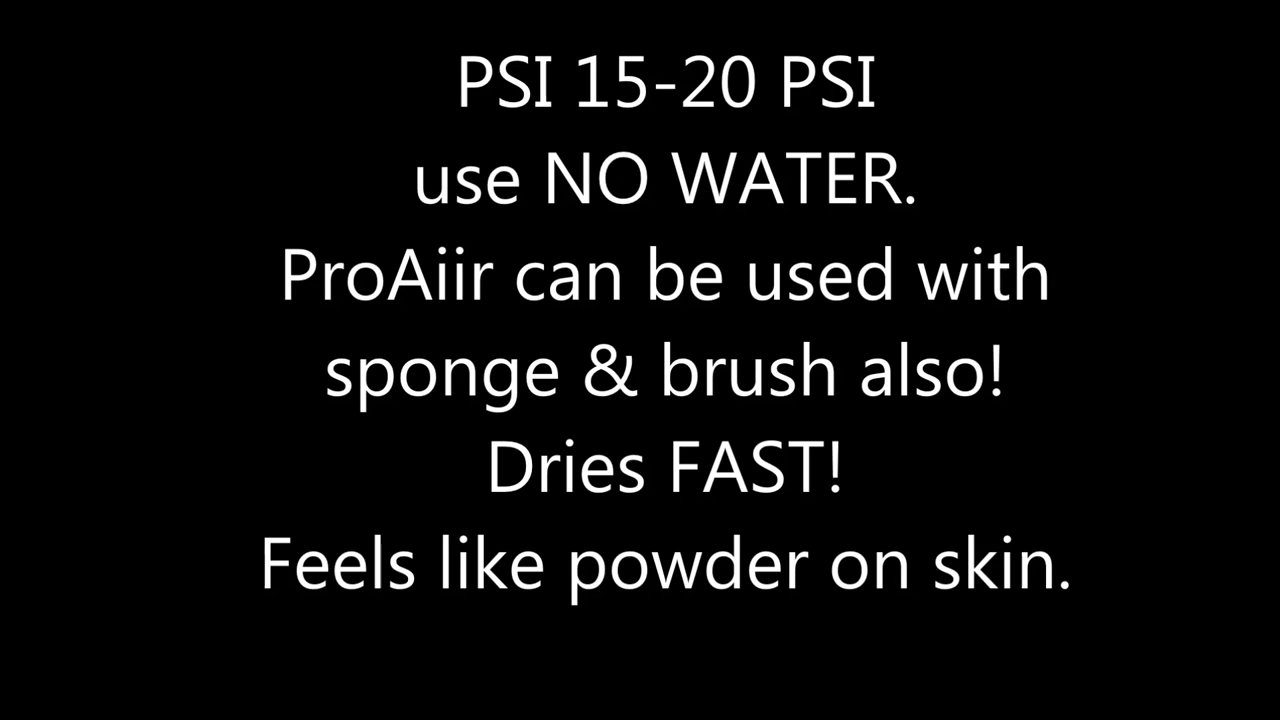 PSI 15-20 PSI
use NO WATER.
ProAiir can be used with
sponge & brush also!
Dries FAST!
Feels like powder on skin.